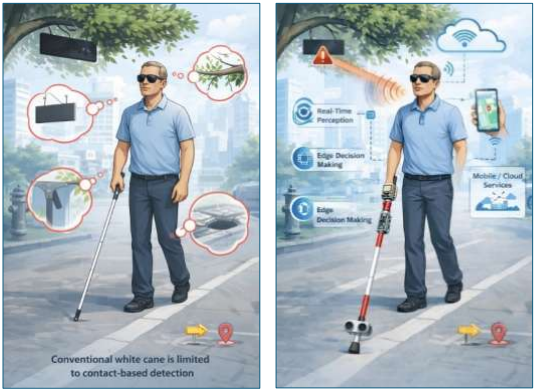 Conventional white cane is limited
to contact-based detection
Real-Time
Perception
Edge Decision
Making
Edge
Decision Making
Mobile / Cloud
Services